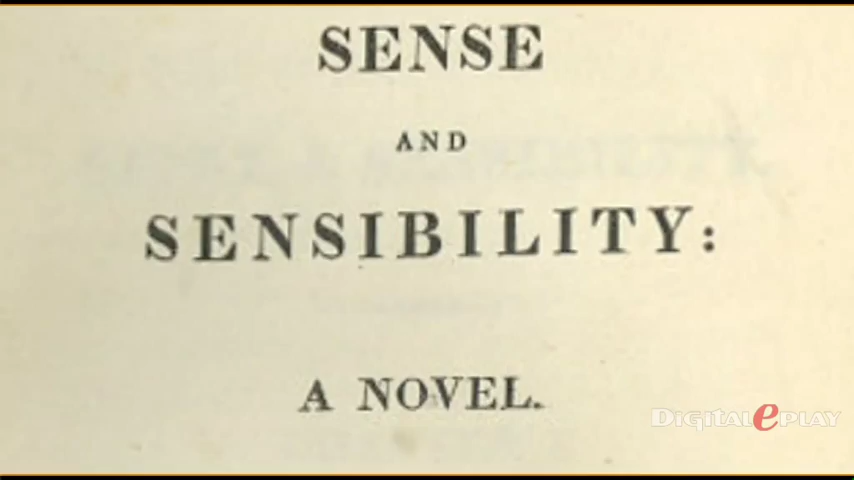 SENSE
AND
SENSIBILITY:
A NOVEL.
DIGITALePLAY